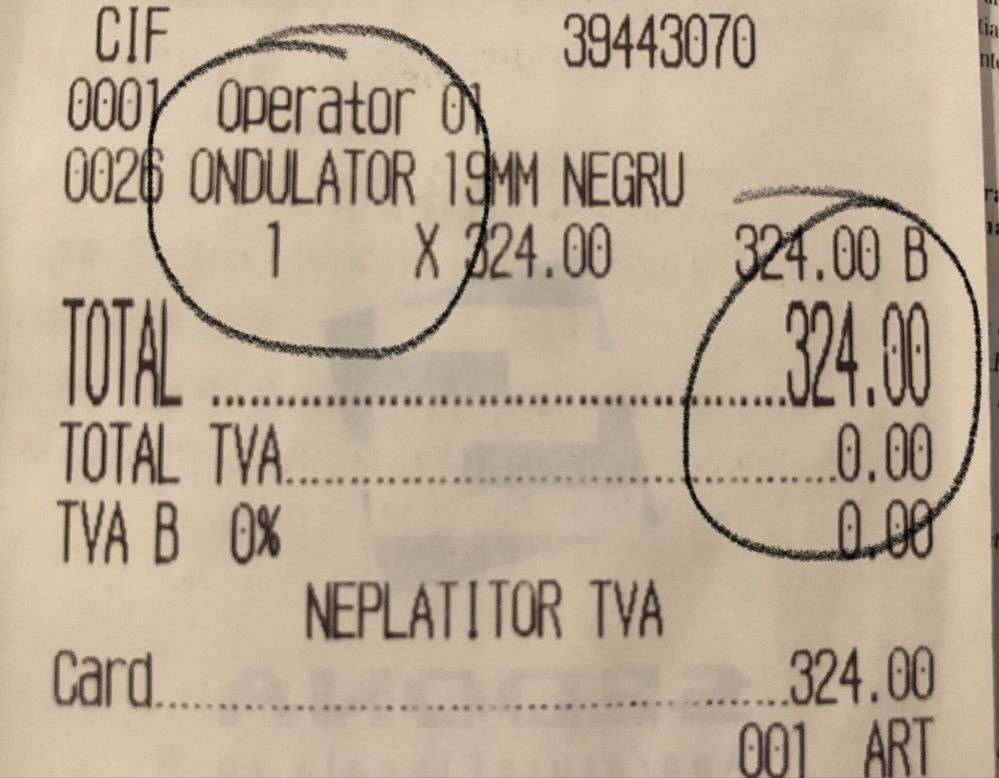 CIF 39443070
0001 Operator 01
0026 ONDULATOR 19MM NEGRU
1 X 324.00 324.00 B
TOTAL ........................................324.00
TOTAL TVA........................................0.00
TVA B 0% 0.00
NEPLATITOR TVA
Card........................................324.00
001 ART